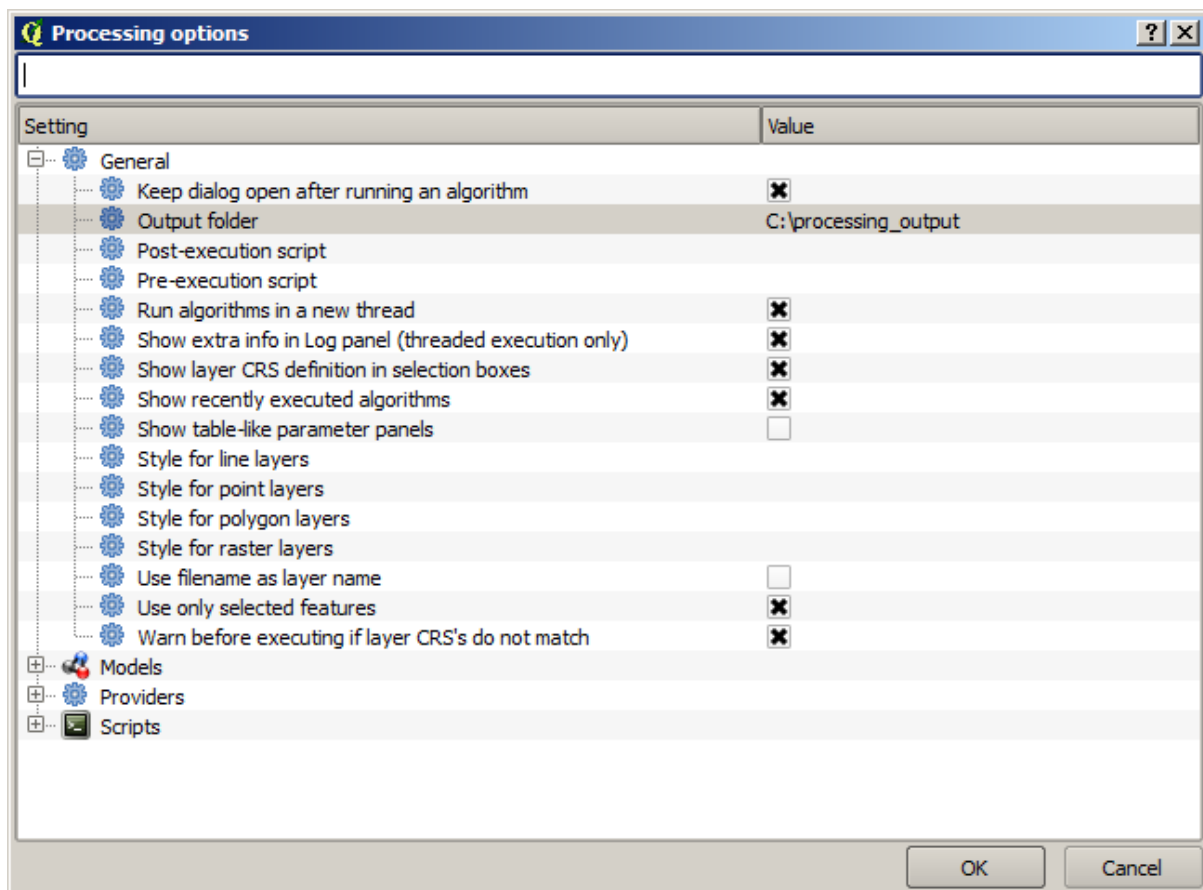 Processing options
Setting Value
General
Keep dialog open after running an algorithm
Output folder C:\processing_output
Post-execution script
Pre-execution script
Run algorithms in a new thread
Show extra info in Log panel (threaded execution only)
Show layer CRS definition in selection boxes
Show recently executed algorithms
Show table-like parameter panels
Style for line layers
Style for point layers
Style for polygon layers
Style for raster layers
Use filename as layer name
Use only selected features
Warn before executing if layer CRS's do not match
Models
Providers
Scripts
OK Cancel